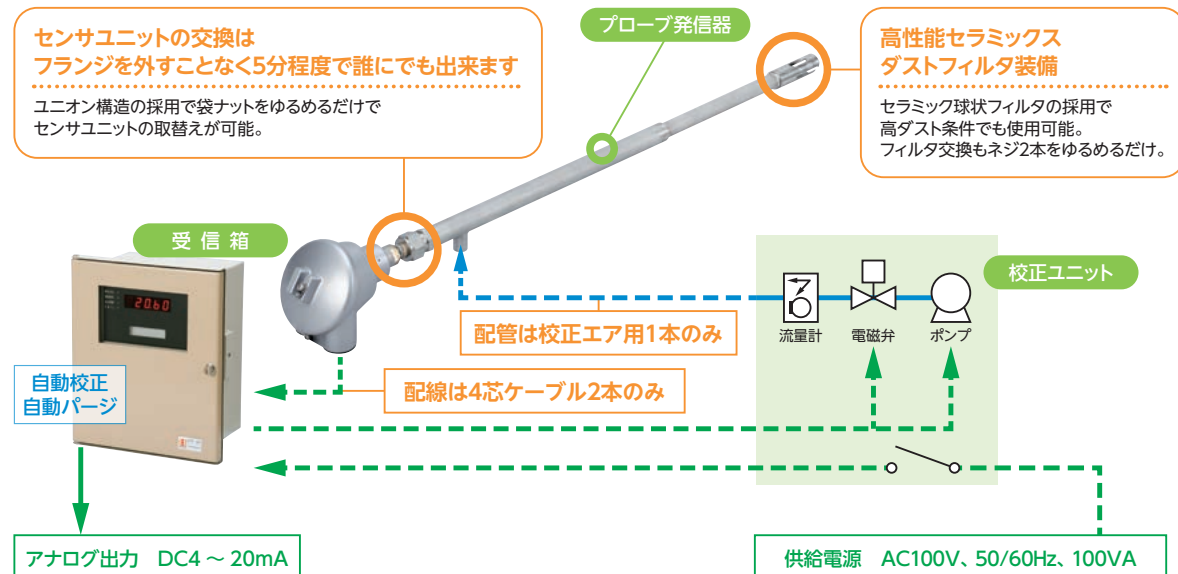 センサユニットの交換は
フランジを外すことなく5分程度で誰にでも出来ます
ユニオン構造の採用で袋ナットをゆるめるだけで
センサユニットの取替えが可能。
プローブ発信器
高性能セラミックス
ダストフィルタ装備
セラミック球状フィルタの採用で
高ダスト条件でも使用可能。
フィルタ交換もネジ2本をゆるめるだけ。
受信箱
20.60
校正ユニット
流量計
電磁弁
ポンプ
配管は校正エア用1本のみ
自動校正
自動パージ
配線は4芯ケーブル2本のみ
アナログ出力 DC4 ～ 20mA
供給電源 AC100V、50/60Hz、100VA